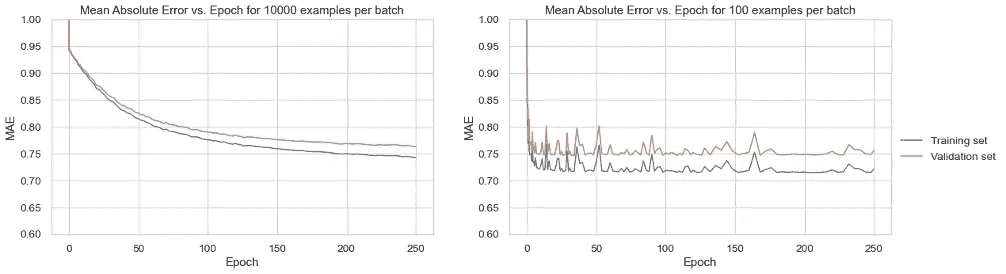 Mean Absolute Error vs. Epoch for 10000 examples per batch
1.00
0.95
0.90
0.85
0.80
0.75
0.70
0.65
0.60
MAE
0 50 100 150 200 250
Epoch
Mean Absolute Error vs. Epoch for 100 examples per batch
1.00
0.95
0.90
0.85
0.80
0.75
0.70
0.65
0.60
MAE
0 50 100 150 200 250
Epoch
Training set
Validation set